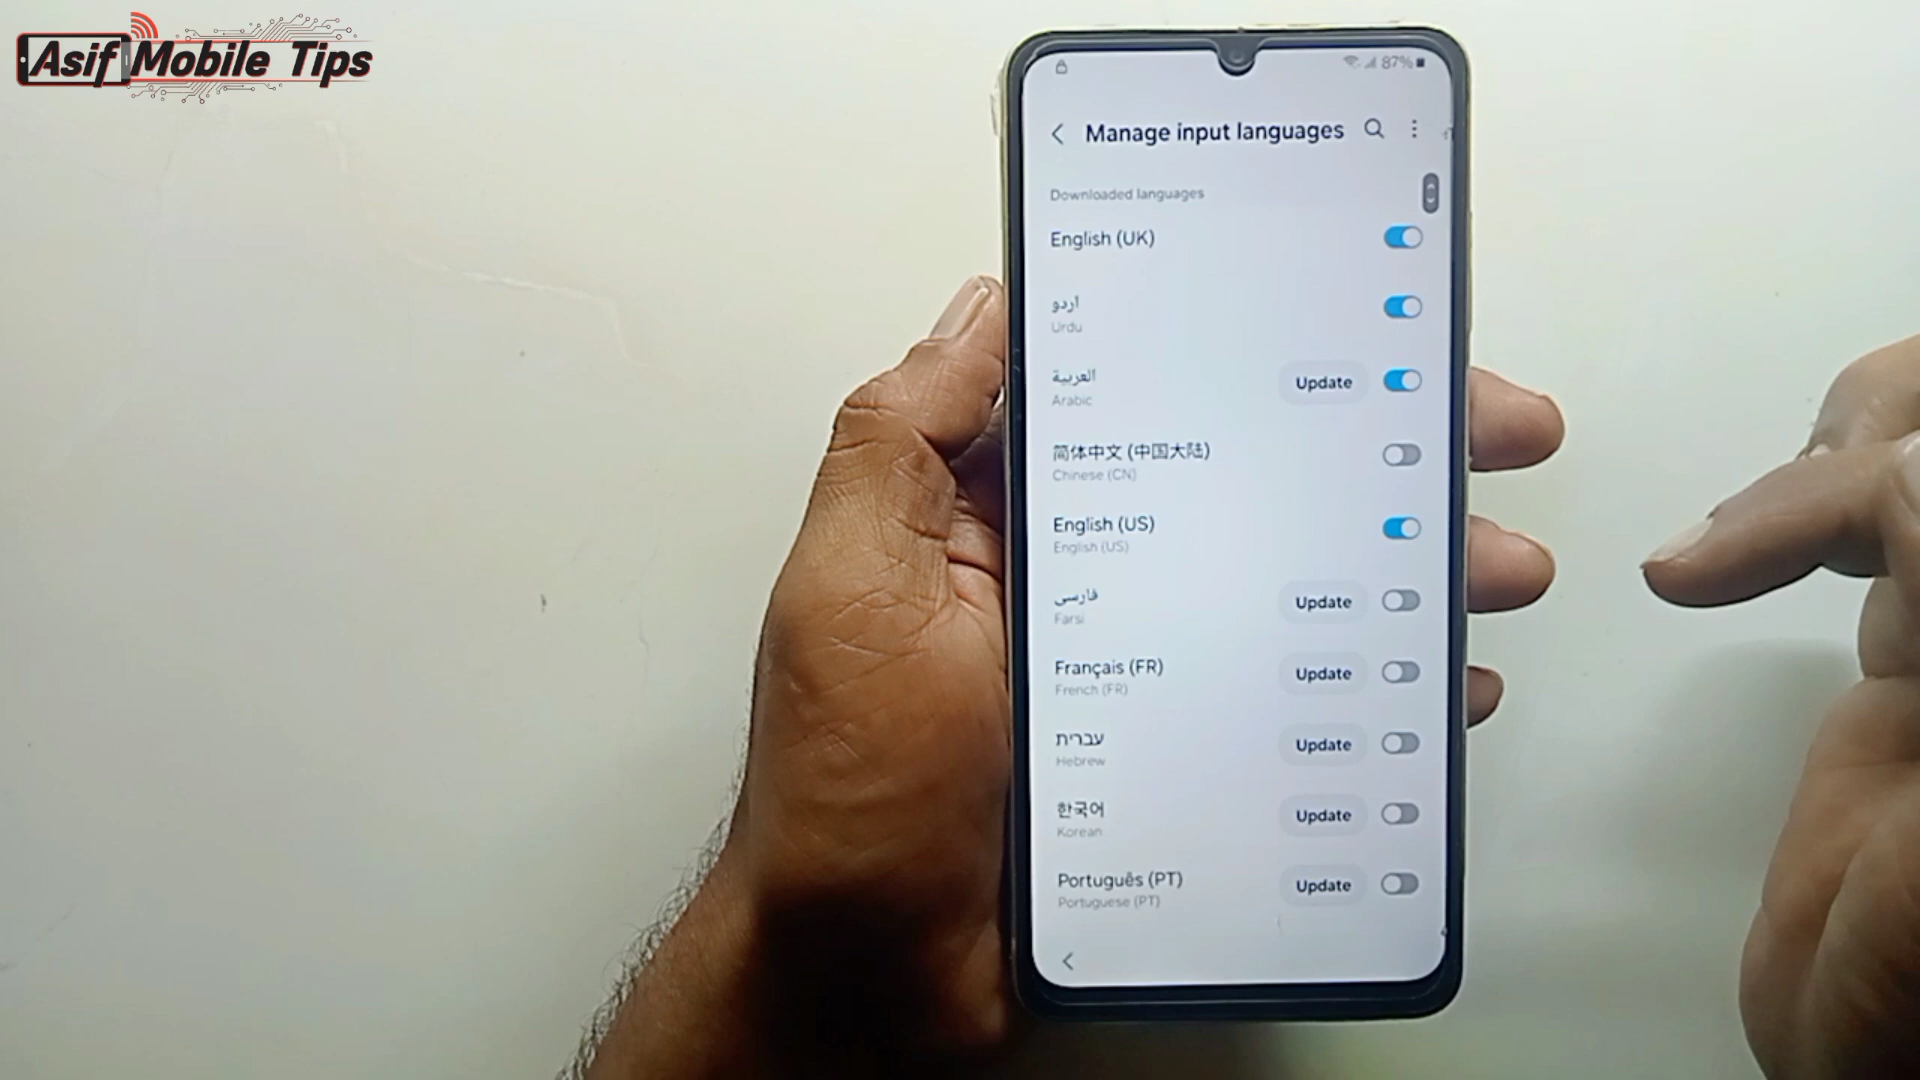 Asif Mobile Tips
87%
Manage input languages
Downloaded languages
English (UK)
اردو
Urdu
العربية
Update
Arabic
简体中文 (中国大陆)
Chinese (CN)
English (US)
English (US)
فارسی
Update
Farsi
Français (FR)
Update
French (FR)
עברית
Update
Hebrew
한국어
Update
Korean
Português (PT)
Update
Portuguese (PT)